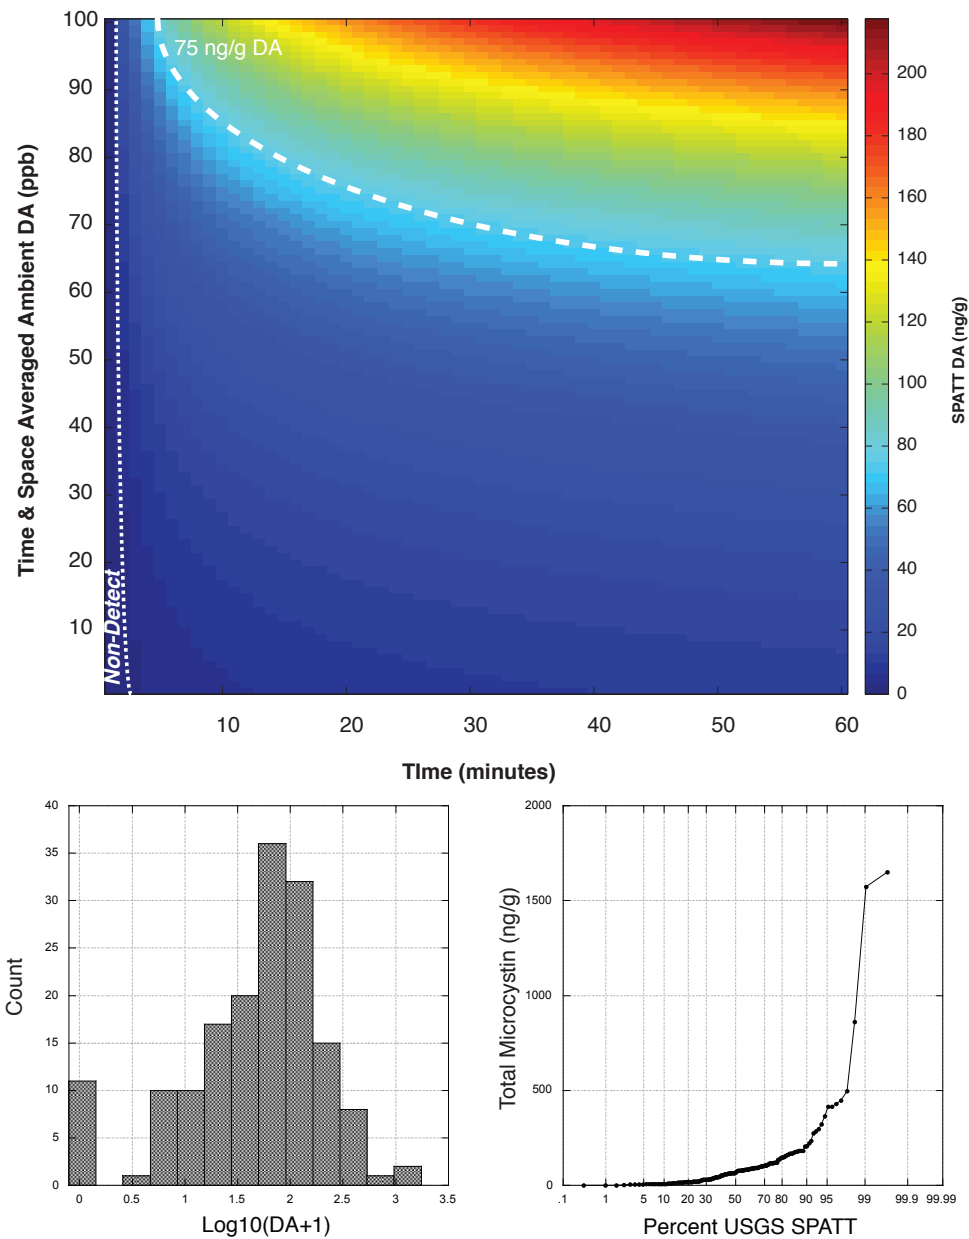 Time & Space Averaged Ambient DA (ppb)
100
90
80
70
60
50
40
30
20
10
75 ng/g DA
Non-Detect
10 20 30 40 50 60
TIme (minutes)
200
180
160
140
120
100
80
60
40
20
0
SPATT DA (ng/g)
Count
40
35
30
25
20
15
10
5
0
0 0.5 1 1.5 2 2.5 3 3.5
Log10(DA+1)
Total Microcystin (ng/g)
2000
1500
1000
500
0
.1 1 5 10 20 30 50 70 80 90 95 99 99.9 99.99
Percent USGS SPATT